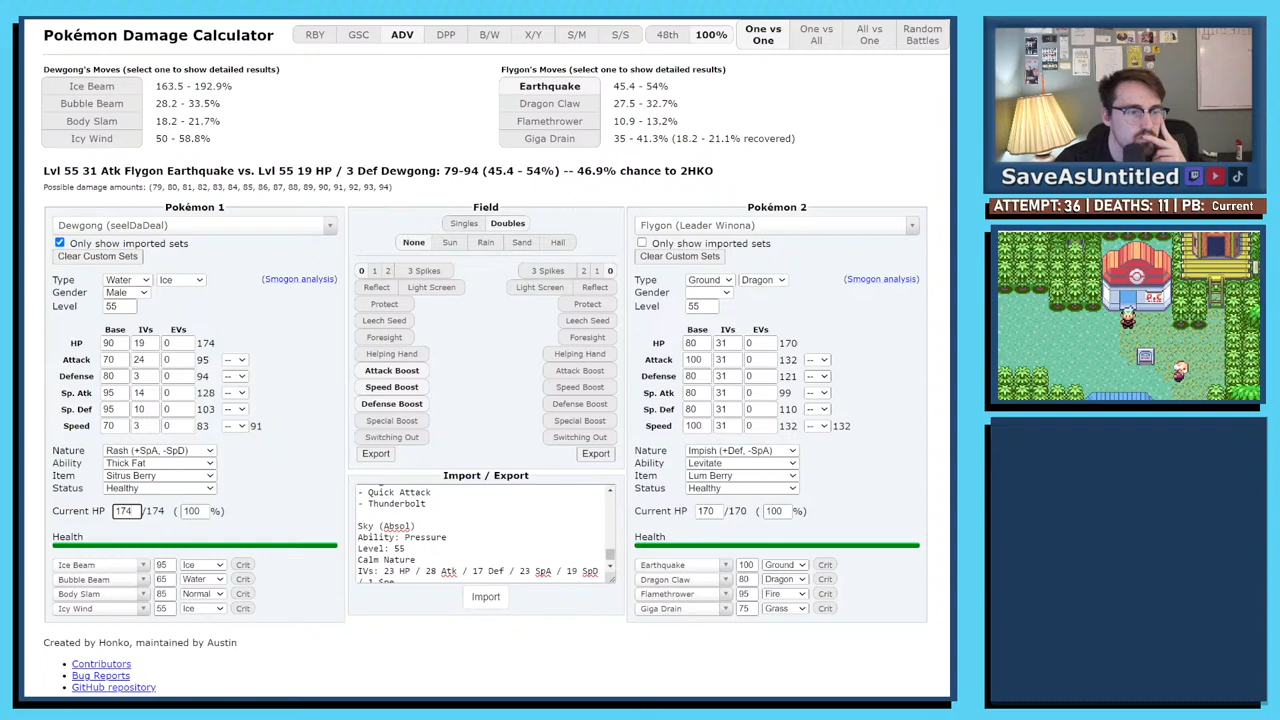 Pokémon Damage Calculator
RBY GSC ADV DPP B/W X/Y S/M S/S 48th 100%
One vs One
One vs All
All vs One
Random Battles
Dewgong's Moves (select one to show detailed results)
Ice Beam 163.5 - 192.9%
Bubble Beam 28.2 - 33.5%
Body Slam 18.2 - 21.7%
Icy Wind 50 - 58.8%
Flygon's Moves (select one to show detailed results)
Earthquake 45.4 - 54%
Dragon Claw 27.5 - 32.7%
Flamethrower 10.9 - 13.2%
Giga Drain 35 - 41.3% (18.2 - 21.1% recovered)
Lvl 55 31 Atk Flygon Earthquake vs. Lvl 55 19 HP / 3 Def Dewgong: 79-94 (45.4 - 54%) -- 46.9% chance to 2HKO
Possible damage amounts: (79, 80, 81, 82, 83, 84, 85, 86, 87, 88, 89, 90, 91, 92, 93, 94)
Pokémon 1
Dewgong (seelDaDeal)
Only show imported sets
Clear Custom Sets
Type Water Ice (Smogon analysis)
Gender Male
Level 55
Base IVs EVs
HP 90 19 0 174
Attack 70 24 0 95 --
Defense 80 3 0 94 --
Sp. Atk 95 14 0 128 --
Sp. Def 95 10 0 103 --
Speed 70 3 0 83 -- 91
Nature Rash (+SpA, -SpD)
Ability Thick Fat
Item Sitrus Berry
Status Healthy
Current HP 174 /174 ( 100 %)
Health
Ice Beam 95 Ice Crit
Bubble Beam 65 Water Crit
Body Slam 85 Normal Crit
Icy Wind 55 Ice Crit
Field
Singles Doubles
None Sun Rain Sand Hail
0 1 2 3 Spikes 3 Spikes 2 1 0
Reflect Light Screen Light Screen Reflect
Protect Protect
Leech Seed Leech Seed
Foresight Foresight
Helping Hand Helping Hand
Attack Boost Attack Boost
Speed Boost Speed Boost
Defense Boost Defense Boost
Special Boost Special Boost
Switching Out Switching Out
Export Export
Import / Export
- Quick Attack
- Thunderbolt
Sky (Absol)
Ability: Pressure
Level: 55
Calm Nature
IVs: 23 HP / 28 Atk / 17 Def / 23 SpA / 19 SpD
/ 1 Spe
Import
Pokémon 2
Flygon (Leader Winona)
Only show imported sets
Clear Custom Sets
Type Ground Dragon (Smogon analysis)
Gender
Level 55
Base IVs EVs
HP 80 31 0 170
Attack 100 31 0 132 --
Defense 80 31 0 121 --
Sp. Atk 80 31 0 99 --
Sp. Def 80 31 0 110 --
Speed 100 31 0 132 -- 132
Nature Impish (+Def, -SpA)
Ability Levitate
Item Lum Berry
Status Healthy
Current HP 170 /170 ( 100 %)
Health
Earthquake 100 Ground Crit
Dragon Claw 80 Dragon Crit
Flamethrower 95 Fire Crit
Giga Drain 75 Grass Crit
Created by Honko, maintained by Austin
Contributors
Bug Reports
GitHub repository
SaveAsUntitled
ATTEMPT: 36 | DEATHS: 11 | PB: Current
P.C